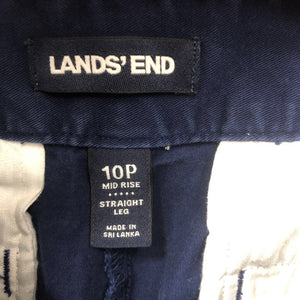 LANDS' END
10P
MID RISE
STRAIGHT
LEG
MADE IN
SRI LANKA